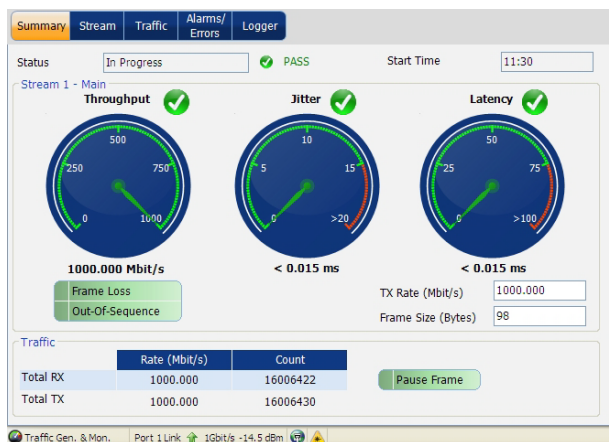 Summary Stream Traffic Alarms/ Errors Logger
Status In Progress PASS Start Time 11:30
Stream 1 - Main
Throughput Jitter Latency
500 10 50
250 750 5 15 25 75
0 1000 0 >20 0 >100
1000.000 Mbit/s < 0.015 ms < 0.015 ms
Frame Loss
Out-Of-Sequence
TX Rate (Mbit/s) 1000.000
Frame Size (Bytes) 98
Traffic
Rate (Mbit/s) Count
Total RX 1000.000 16006422
Pause Frame
Total TX 1000.000 16006430
Traffic Gen. & Mon. Port 1 Link 1Gbit/s -14.5 dBm